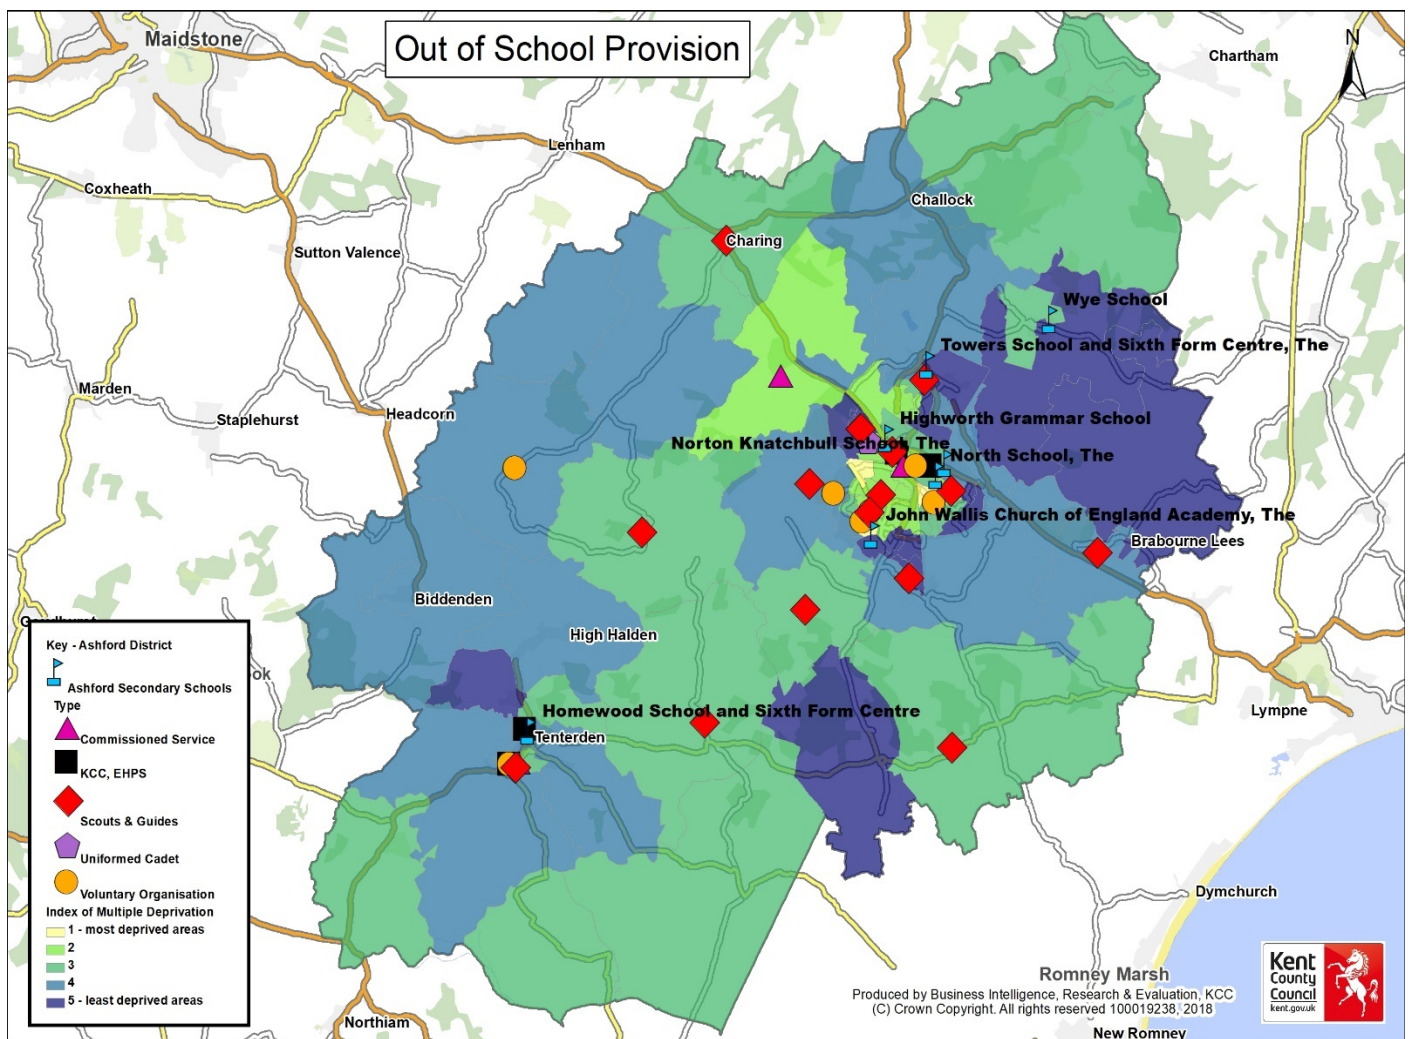 Out of School Provision
N
Maidstone
Chartham
Lenham
Coxheath
Challock
Charing
Sutton Valence
Wye School
Towers School and Sixth Form Centre, The
Marden
Headcorn
Staplehurst
Highworth Grammar School
Norton Knatchbull School, The
North School, The
John Wallis Church of England Academy, The
Brabourne Lees
Biddenden
High Halden
Homewood School and Sixth Form Centre
Tenterden
Lympne
Dymchurch
Romney Marsh
New Romney
Northiam
Key - Ashford District
Ashford Secondary Schools
Type
Commissioned Service
KCC, EHPS
Scouts & Guides
Uniformed Cadet
Voluntary Organisation
Index of Multiple Deprivation
1 - most deprived areas
2
3
4
5 - least deprived areas
Produced by Business Intelligence, Research & Evaluation, KCC
(C) Crown Copyright. All rights reserved 100019238, 2018
Kent
County
Council
kent.gov.uk